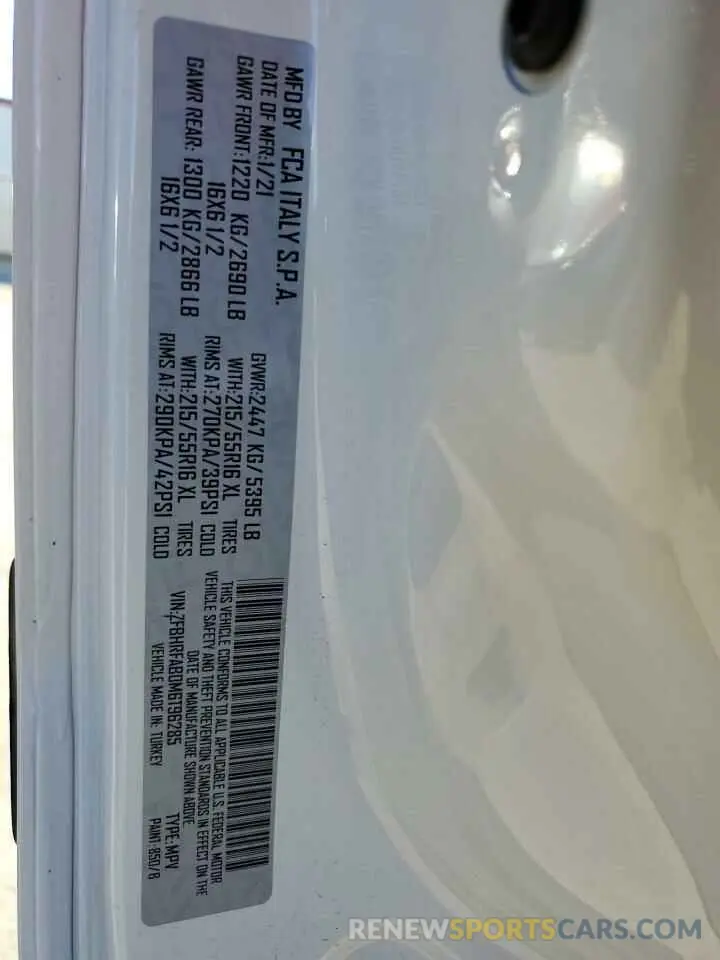 MFD BY FCA ITALY S.P.A.
DATE OF MFR:1/21 GVWR:2447 KG/5395 LB
GAWR FRONT:1220 KG/2690 LB WITH:215/55R16 XL TIRES
16X6 1/2 RIMS AT:270KPA/39PSI COLD
GAWR REAR: 1300 KG/2866 LB WITH:215/55R16 XL TIRES
16X6 1/2 RIMS AT:290KPA/42PSI COLD
THIS VEHICLE CONFORMS TO ALL APPLICABLE U.S. FEDERAL MOTOR
VEHICLE SAFETY AND THEFT PREVENTION STANDARDS IN EFFECT ON THE
DATE OF MANUFACTURE SHOWN ABOVE
VIN:ZFBHRFAB0M6T96285 TYPE:MPV
VEHICLE MADE IN: TURKEY PAINT:850/B
RENEWSPORTSCARS.COM